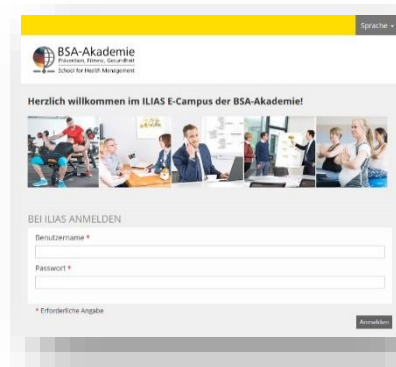 Sprache
BSA-Akademie
Prävention, Fitness, Gesundheit
School for Health Management
Herzlich willkommen im ILIAS E-Campus der BSA-Akademie!
BEI ILIAS ANMELDEN
Benutzername *
Passwort *
* Erforderliche Angabe
Anmelden